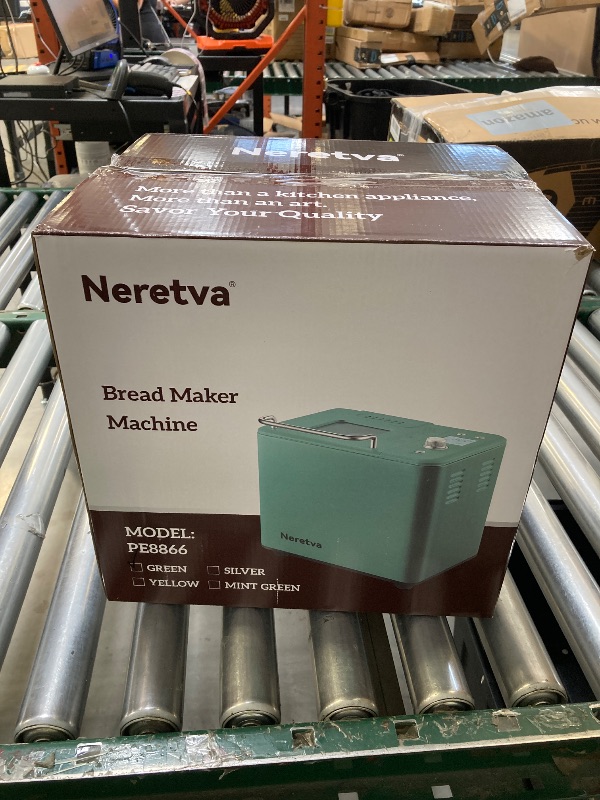 Neretva®
More than a kitchen appliance,
More than an art.
Savor Your Quality
Neretva®
Bread Maker
Machine
Neretva
MODEL:
PE8866
GREEN
SILVER
YELLOW
MINT GREEN
amazon